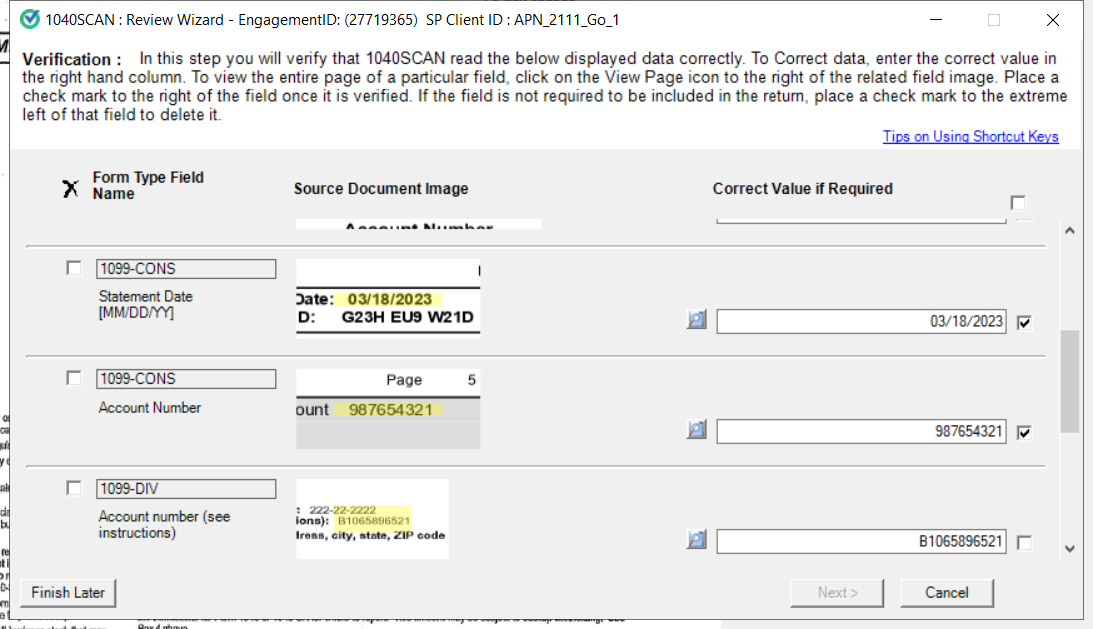 1040SCAN : Review Wizard - EngagementID: (27719365)  SP Client ID : APN_2111_Go_1
Verification :   In this step you will verify that 1040SCAN read the below displayed data correctly. To Correct data, enter the correct value in
the right hand column. To view the entire page of a particular field, click on the View Page icon to the right of the related field image. Place a
check mark to the right of the field once it is verified. If the field is not required to be included in the return, place a check mark to the extreme
left of that field to delete it.
Tips on Using Shortcut Keys
Form Type Field
Name
Source Document Image
Correct Value if Required
Account Number
1099-CONS
Statement Date
[MM/DD/YY]
Date: 03/18/2023
D: G23H EU9 W21D
03/18/2023
1099-CONS
Account Number
Page 5
ount 987654321
987654321
1099-DIV
Account number (see
instructions)
: 222-22-2222
ions): B1065896521
lress, city, state, ZIP code
B1065896521
Finish Later
Next >
Cancel